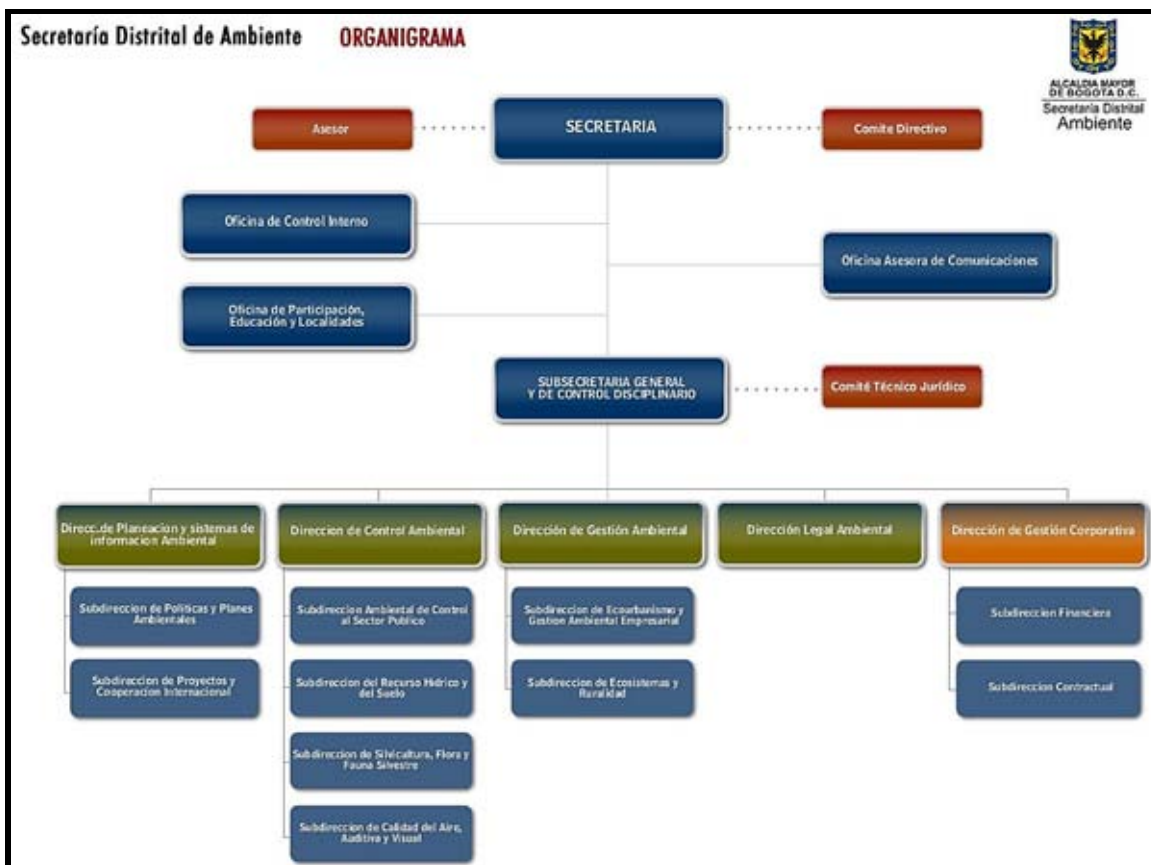 Secretaría Distrital de Ambiente ORGANIGRAMA
ALCALDIA MAYOR
DE BOGOTA D.C.
Secretaría Distrital
Ambiente
Asesor
SECRETARIA
Comite Directivo
Oficina de Control Interno
Oficina Asesora de Comunicaciones
Oficina de Participación,
Educación y Localidades
SUBSECRETARIA GENERAL
Y DE CONTROL DISCIPLINARIO
Comité Técnico Jurídico
Direcc.de Planeacion y sistemas de
informacion Ambiental
Direccion de Control Ambiental
Dirección de Gestión Ambiental
Dirección Legal Ambiental
Dirección de Gestión Corporativa
Subdireccion de Politicas y Planes
Ambientales
Subdireccion Ambiental de Control
al Sector Publico
Subdireccion de Ecourbanismo y
Gestion Ambiental Empresarial
Subdireccion Financiera
Subdireccion de Proyectos y
Cooperacion Internacional
Subdireccion del Recurso Hídrico y
del Suelo
Subdireccion de Ecosistemas y
Ruralidad
Subdireccion Contractual
Subdireccion de Silvicultura, Flora y
Fauna Silvestre
Subdireccion de Calidad del Aire,
Auditiva y Visual